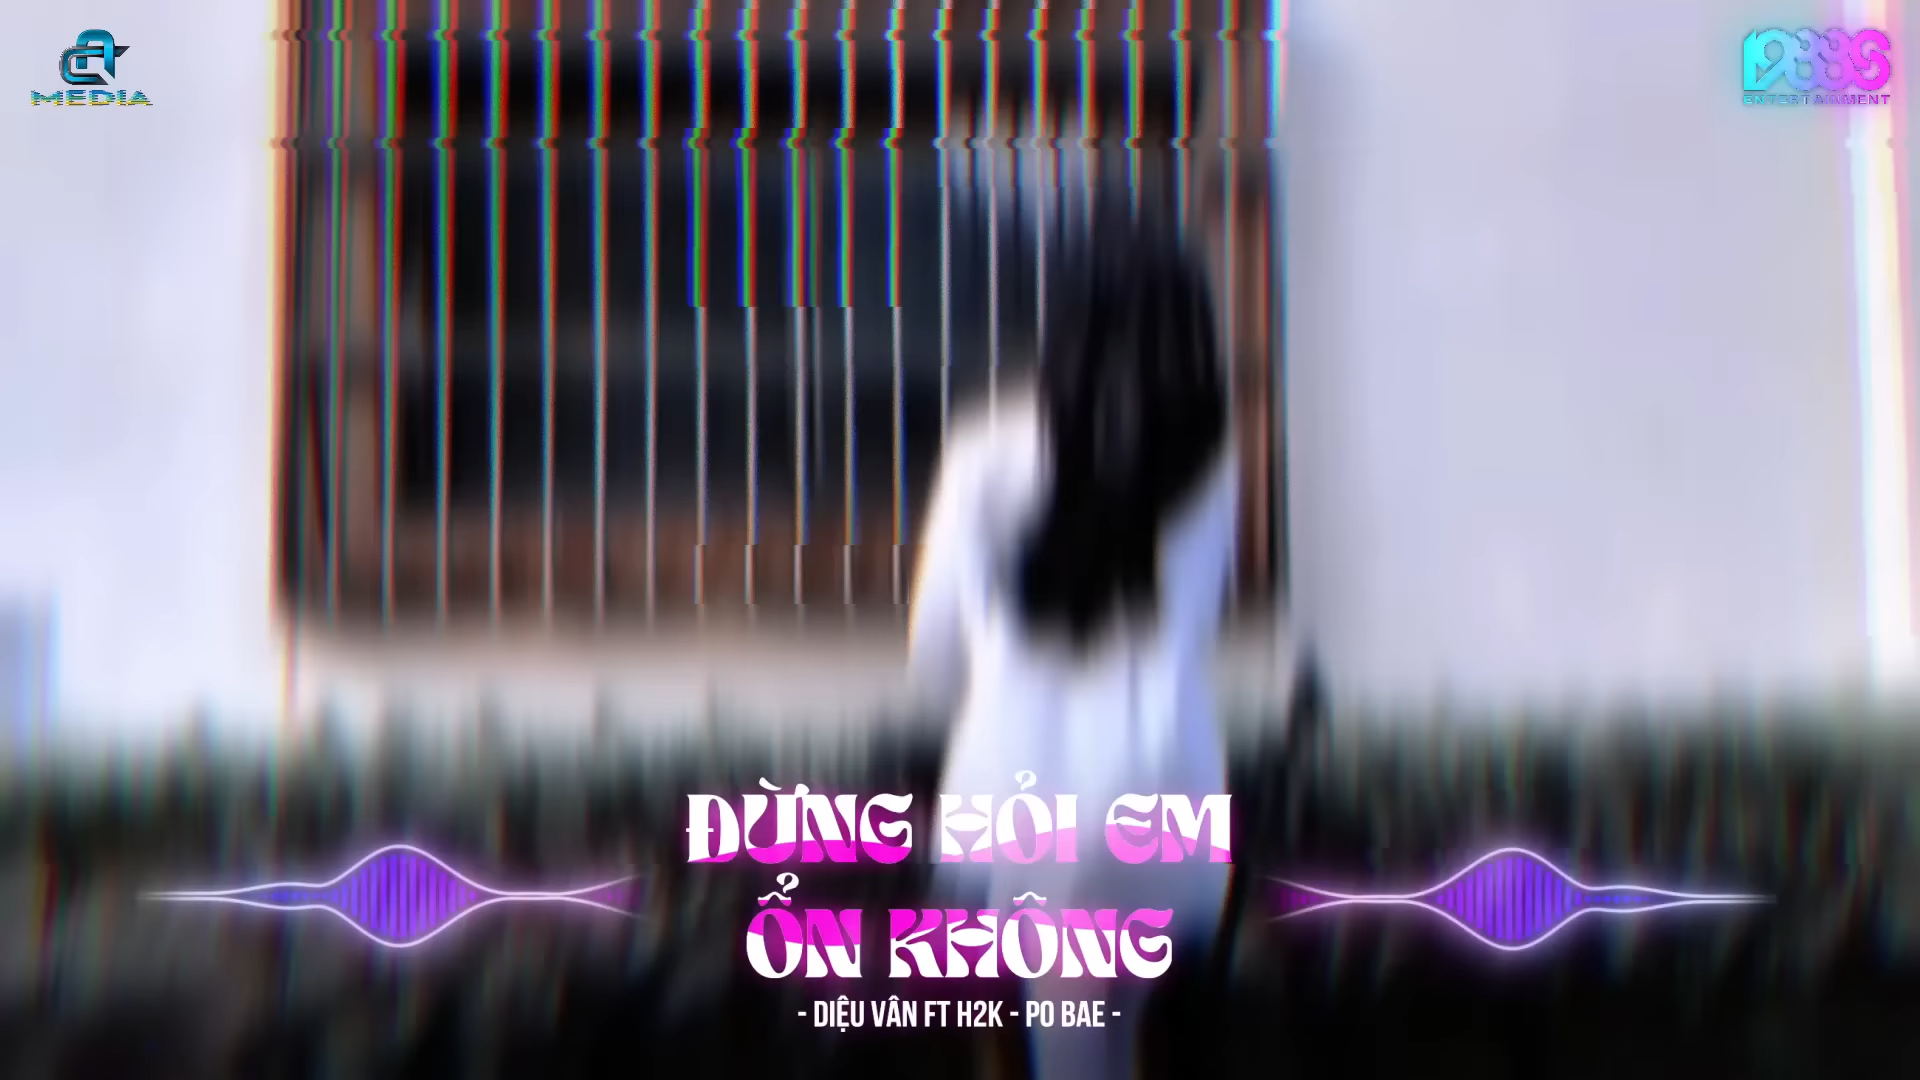 MEDIA
1988S
ENTERTAINMENT
ĐỪNG HỎI EM
ỔN KHÔNG
- DIỆU VÂN FT H2K - PO BAE -